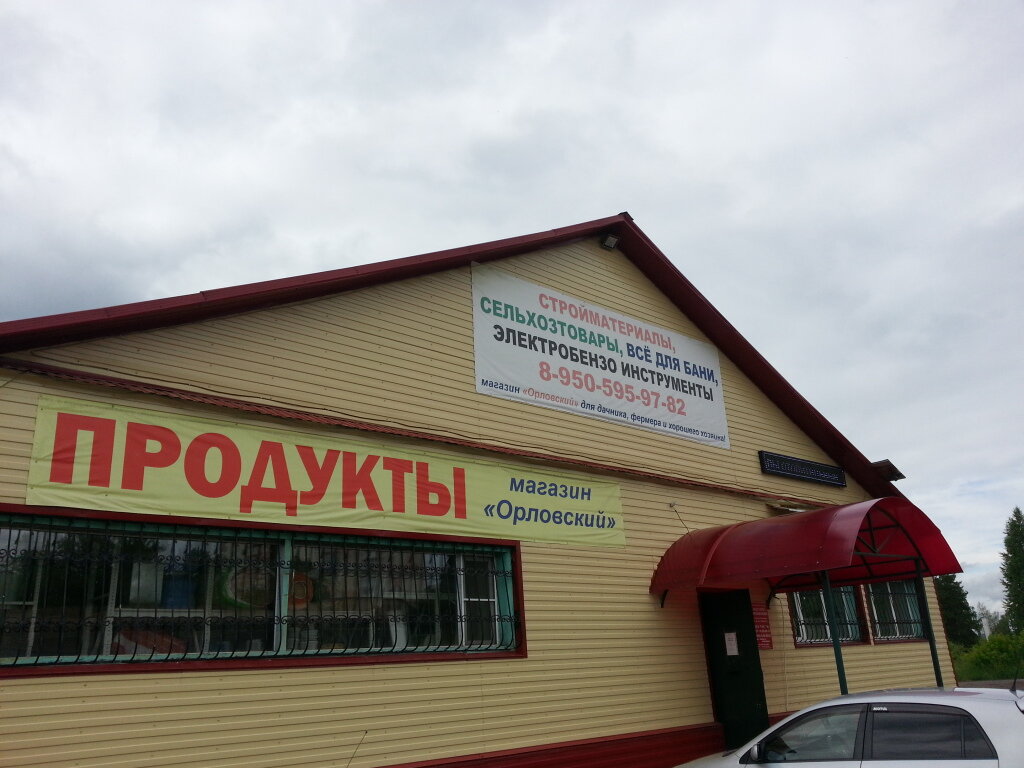 СТРОЙМАТЕРИАЛЫ,
СЕЛЬХОЗТОВАРЫ, ВСЁ ДЛЯ БАНИ,
ЭЛЕКТРОБЕНЗО ИНСТРУМЕНТЫ
8-950-595-97-82
магазин «Орловский» для дачника, фермера и хорошего хозяина!
ПРОДУКТЫ
магазин
«Орловский»